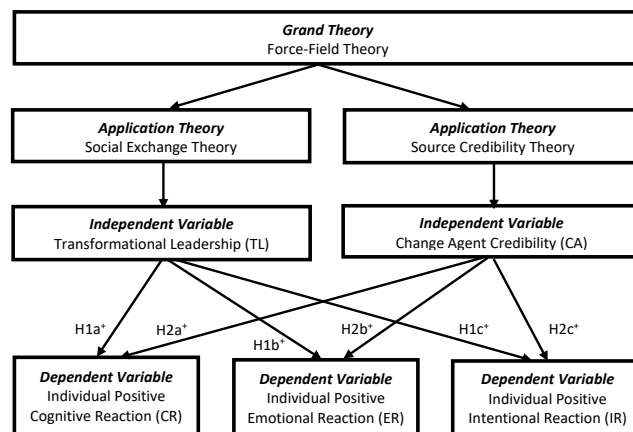 Grand Theory
Force-Field Theory
Application Theory
Social Exchange Theory
Application Theory
Source Credibility Theory
Independent Variable
Transformational Leadership (TL)
Independent Variable
Change Agent Credibility (CA)
H1a⁺
H2a⁺
H1b⁺
H2b⁺
H1c⁺
H2c⁺
Dependent Variable
Individual Positive
Cognitive Reaction (CR)
Dependent Variable
Individual Positive
Emotional Reaction (ER)
Dependent Variable
Individual Positive
Intentional Reaction (IR)